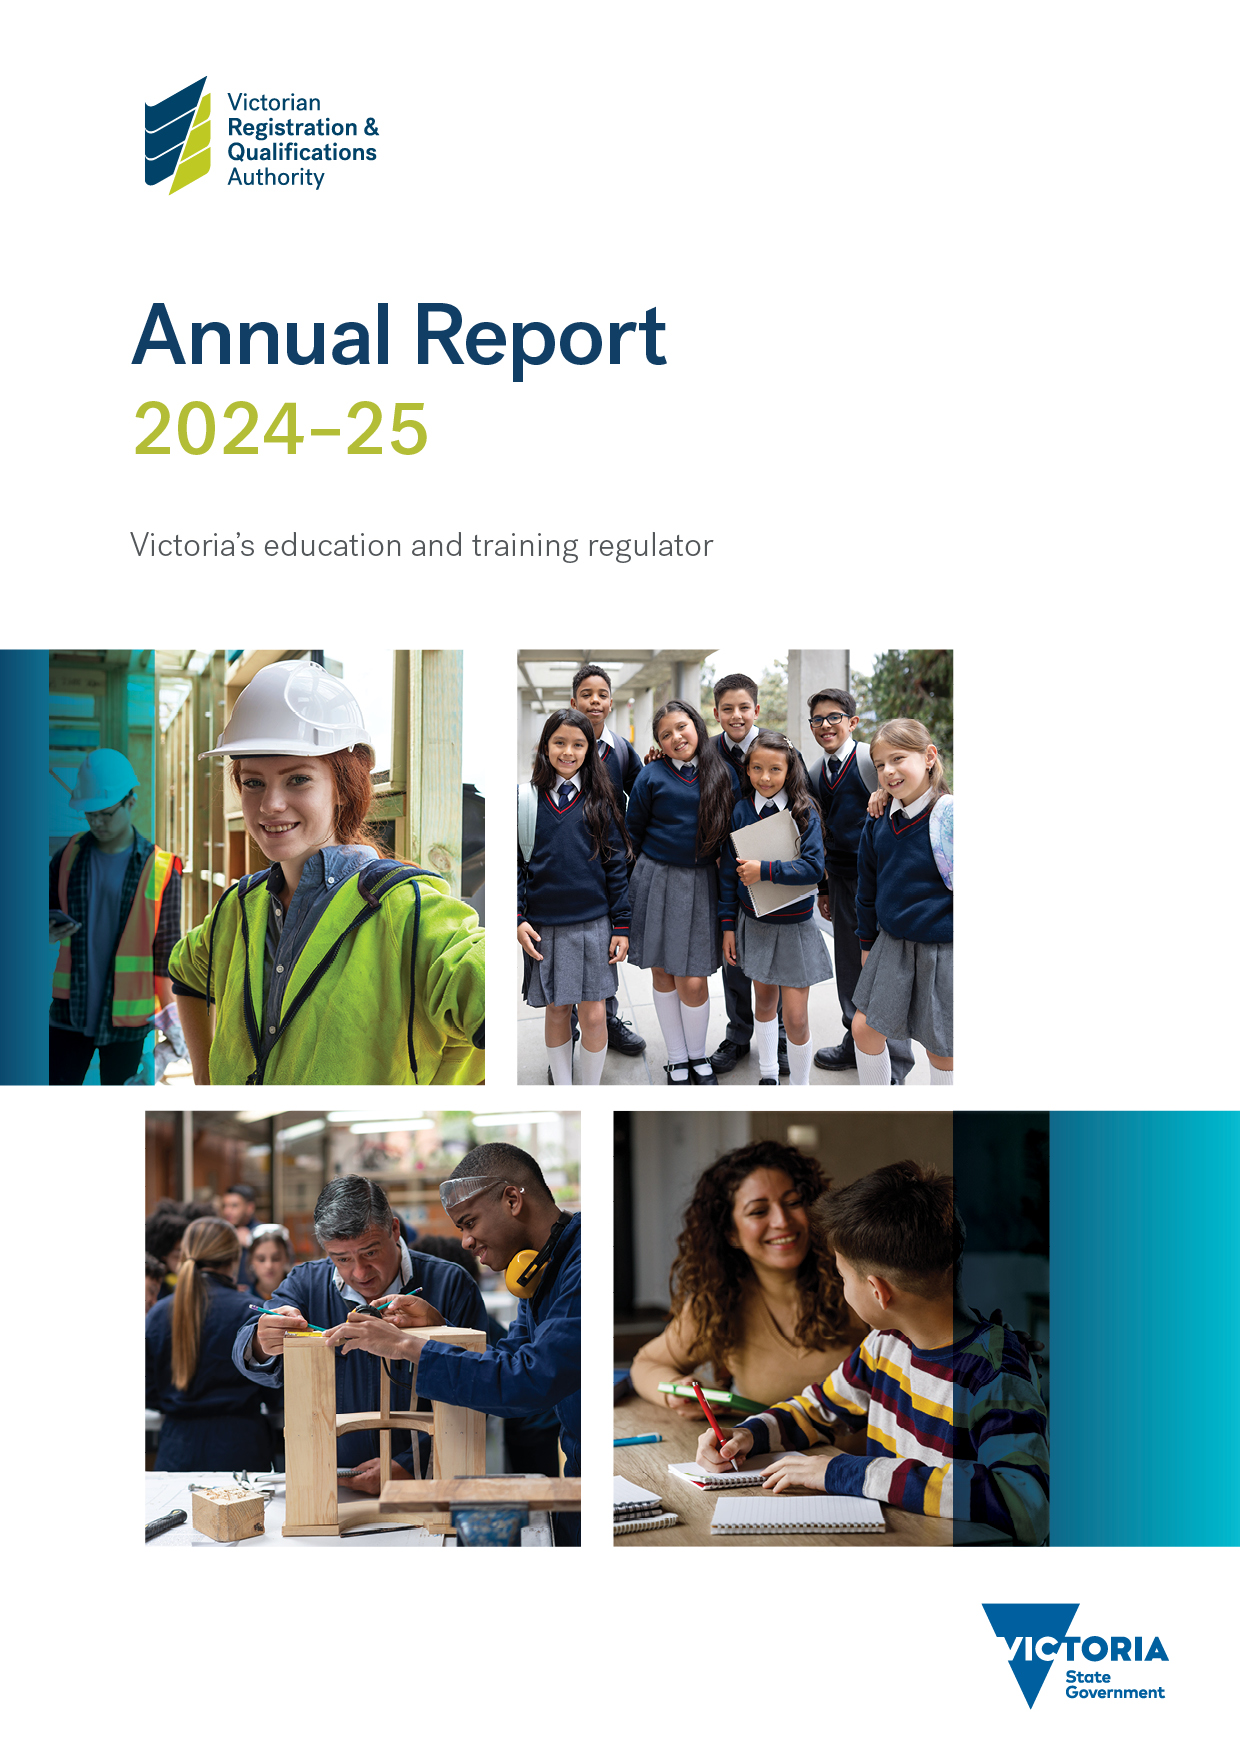 Victorian
Registration &
Qualifications
Authority
Annual Report
2024–25
Victoria’s education and training regulator
VICTORIA
State
Government